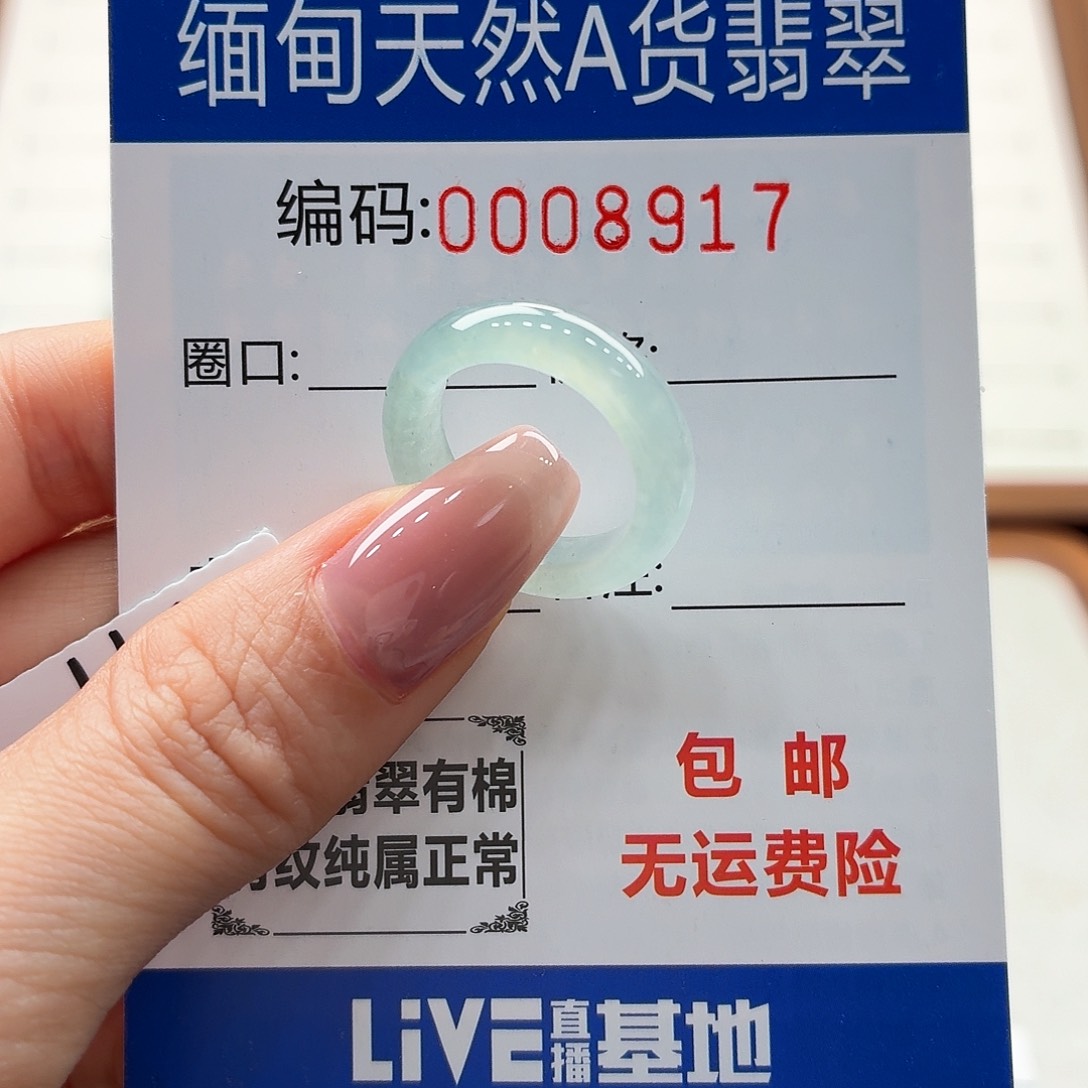 缅甸天然A货翡翠
编码:0008917
圈口:
翠有棉
纹纯属正常
包邮
无运费险
LiVE直播基地